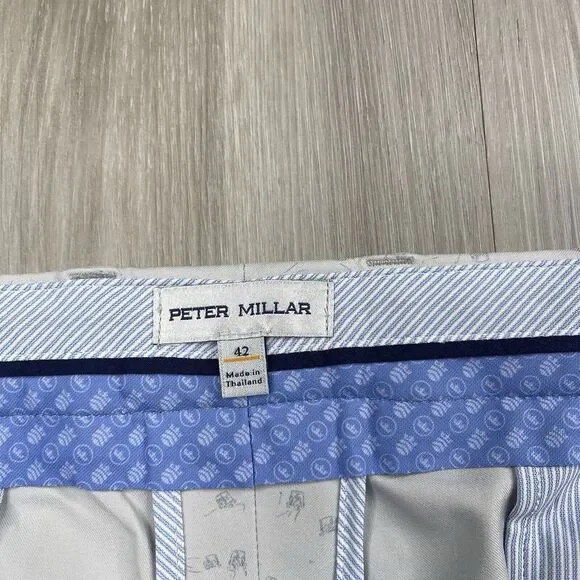 PETER MILLAR
42
Made in
Thailand